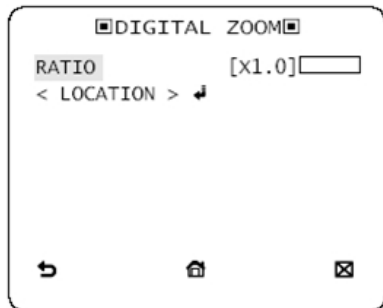 ▣DIGITAL ZOOM▣
RATIO [X1.0]
< LOCATION > ↲